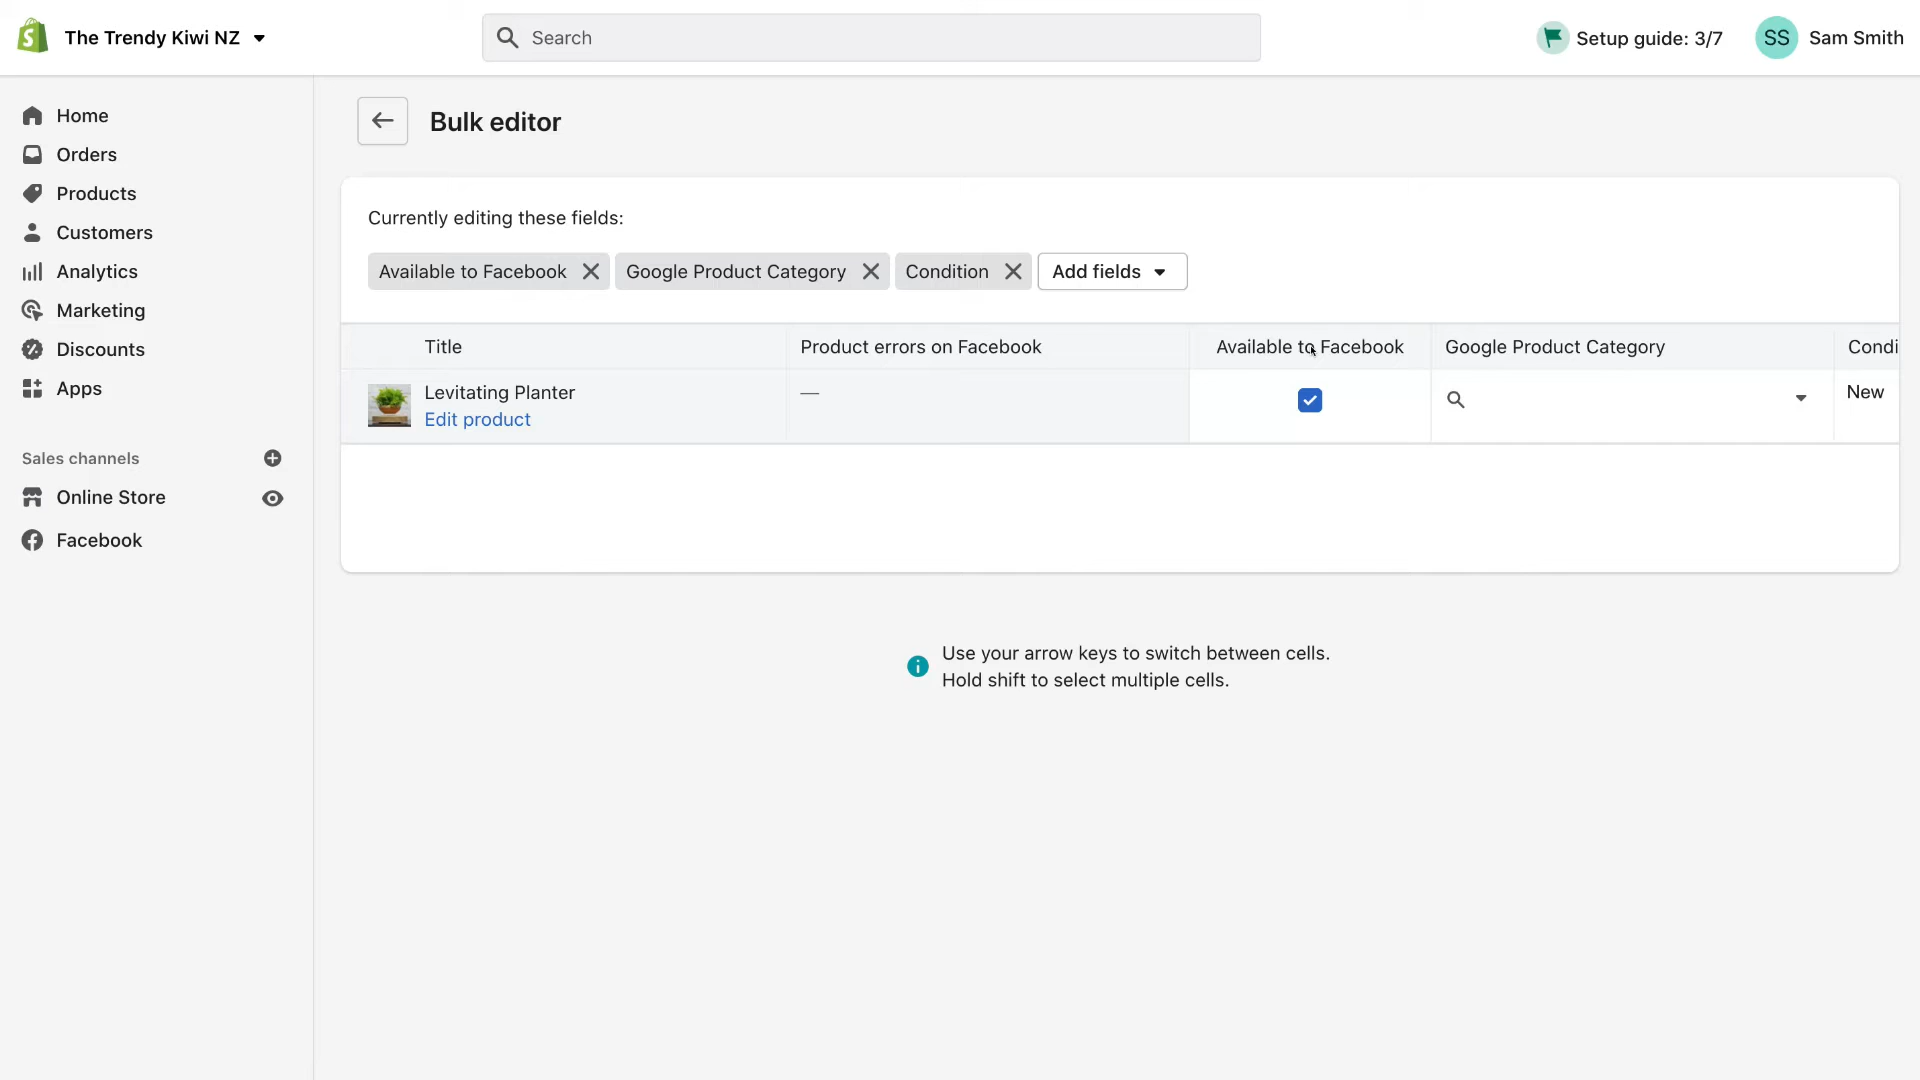 The Trendy Kiwi NZ
Search
Setup guide: 3/7
SS
Sam Smith
Home
Orders
Products
Customers
Analytics
Marketing
Discounts
Apps
Sales channels
Online Store
Facebook
Bulk editor
Currently editing these fields:
Available to Facebook
Google Product Category
Condition
Add fields
Title
Product errors on Facebook
Available to Facebook
Google Product Category
Condi
Levitating Planter
Edit product
—
New
Use your arrow keys to switch between cells.
Hold shift to select multiple cells.